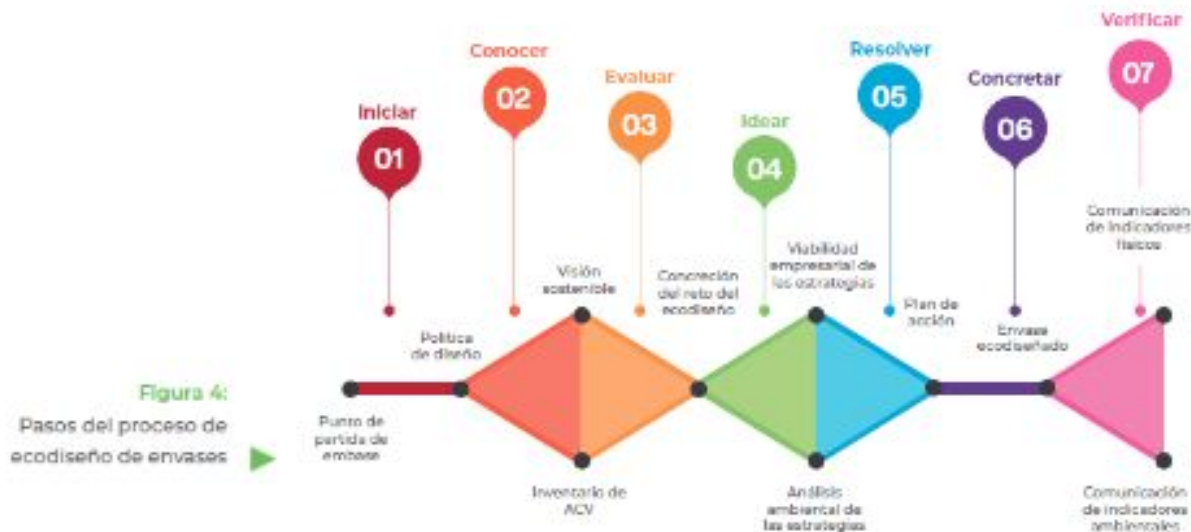 Verificar
07
Conocer
02
Resolver
05
Evaluar
03
Concretar
06
Iniciar
01
Idear
04
Comunicación
de indicadores
físicos
Viabilidad
empresarial de
las estrategias
Visión
sostenible
Concreción
del reto del
ecodiseño
Plan de
acción
Política
de diseño
Envase
ecodiseñado
Figura 4:
Pasos del proceso de
ecodiseño de envases
Punto de
partida de
embase
Inventario de
ACV
Análisis
ambiental de
las estrategias
Comunicación
de indicadores
ambientales